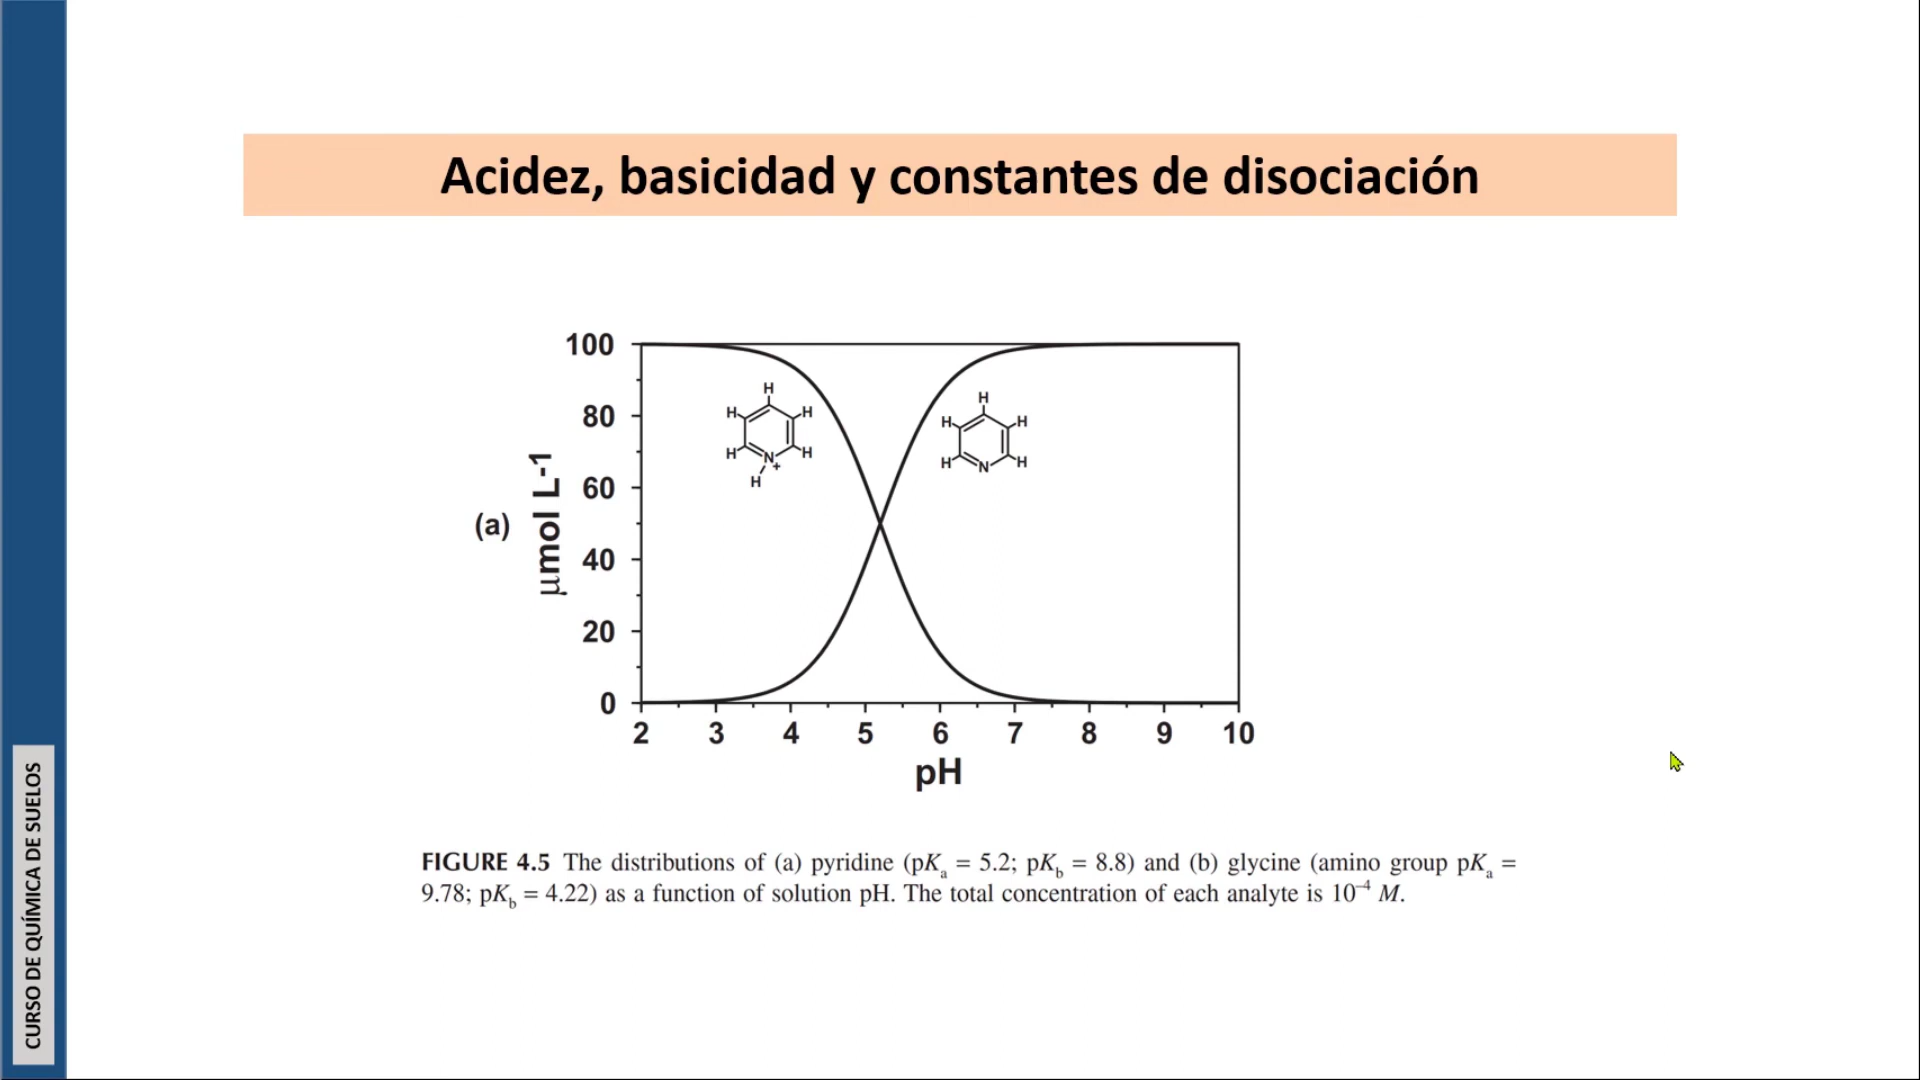 Acidez, basicidad y constantes de disociación
100
80
60
40
20
0
(a)
μmol L-1
H
H
H
H
H
N
+
H
H
H
H
H
H
N
2 3 4 5 6 7 8 9 10
pH
FIGURE 4.5 The distributions of (a) pyridine (pKa = 5.2; pKb = 8.8) and (b) glycine (amino group pKa =
9.78; pKb = 4.22) as a function of solution pH. The total concentration of each analyte is 10–4 M.
CURSO DE QUÍMICA DE SUELOS